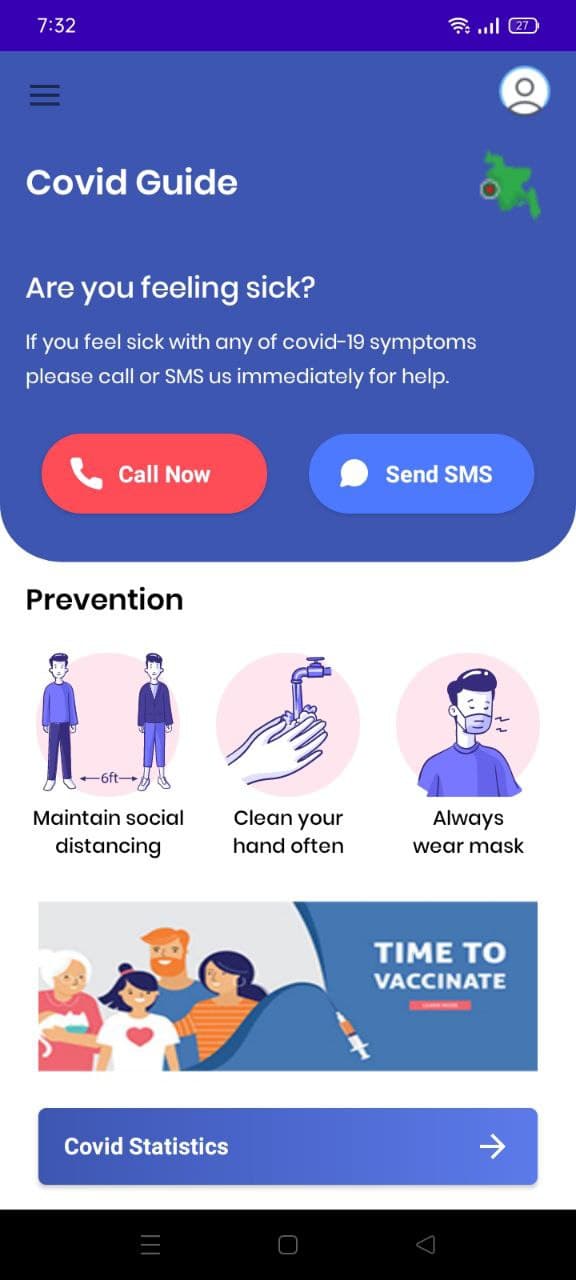 7:32
27
Covid Guide
Are you feeling sick?
If you feel sick with any of covid-19 symptoms
please call or SMS us immediately for help.
Call Now
Send SMS
Prevention
6ft
Maintain social
distancing
Clean your
hand often
Always
wear mask
TIME TO
VACCINATE
Covid Statistics